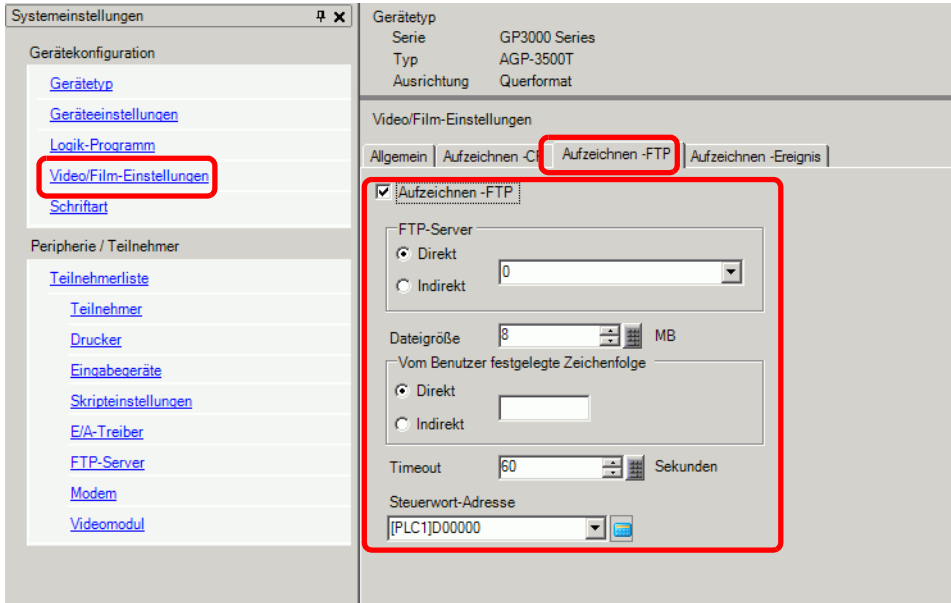 Systemeinstellungen
Gerätekonfiguration
Gerätetyp
Geräteeinstellungen
Logik-Programm
Video/Film-Einstellungen
Schriftart
Peripherie / Teilnehmer
Teilnehmerliste
Teilnehmer
Drucker
Eingabegeräte
Skripteinstellungen
E/A-Treiber
FTP-Server
Modem
Videomodul
Gerätetyp
Serie GP3000 Series
Typ AGP-3500T
Ausrichtung Querformat
Video/Film-Einstellungen
Allgemein Aufzeichnen -CF Aufzeichnen -FTP Aufzeichnen -Ereignis
Aufzeichnen -FTP
FTP-Server
Direkt
0
Indirekt
Dateigröße 8 MB
Vom Benutzer festgelegte Zeichenfolge
Direkt
Indirekt
Timeout 60 Sekunden
Steuerwort-Adresse
[PLC1]D00000